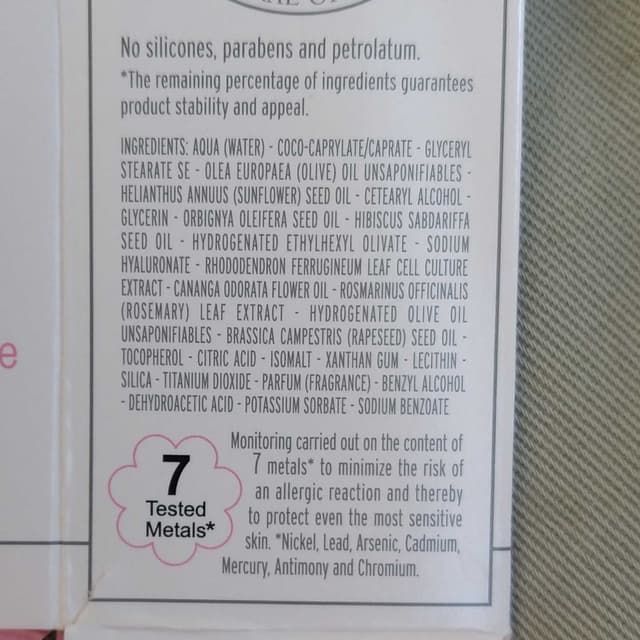 No silicones, parabens and petrolatum.
*The remaining percentage of ingredients guarantees
product stability and appeal.
INGREDIENTS: AQUA (WATER) - COCO-CAPRYLATE/CAPRATE - GLYCERYL
STEARATE SE - OLEA EUROPAEA (OLIVE) OIL UNSAPONIFIABLES -
HELIANTHUS ANNUUS (SUNFLOWER) SEED OIL - CETEARYL ALCOHOL -
GLYCERIN - ORBIGNYA OLEIFERA SEED OIL - HIBISCUS SABDARIFFA
SEED OIL - HYDROGENATED ETHYLHEXYL OLIVATE - SODIUM
HYALURONATE - RHODODENDRON FERRUGINEUM LEAF CELL CULTURE
EXTRACT - CANANGA ODORATA FLOWER OIL - ROSMARINUS OFFICINALIS
(ROSEMARY) LEAF EXTRACT - HYDROGENATED OLIVE OIL
UNSAPONIFIABLES - BRASSICA CAMPESTRIS (RAPESEED) SEED OIL -
TOCOPHEROL - CITRIC ACID - ISOMALT - XANTHAN GUM - LECITHIN -
SILICA - TITANIUM DIOXIDE - PARFUM (FRAGRANCE) - BENZYL ALCOHOL
- DEHYDROACETIC ACID - POTASSIUM SORBATE - SODIUM BENZOATE
e
7
Tested
Metals*
Monitoring carried out on the content of
7 metals* to minimize the risk of
an allergic reaction and thereby
to protect even the most sensitive
skin. *Nickel, Lead, Arsenic, Cadmium,
Mercury, Antimony and Chromium.